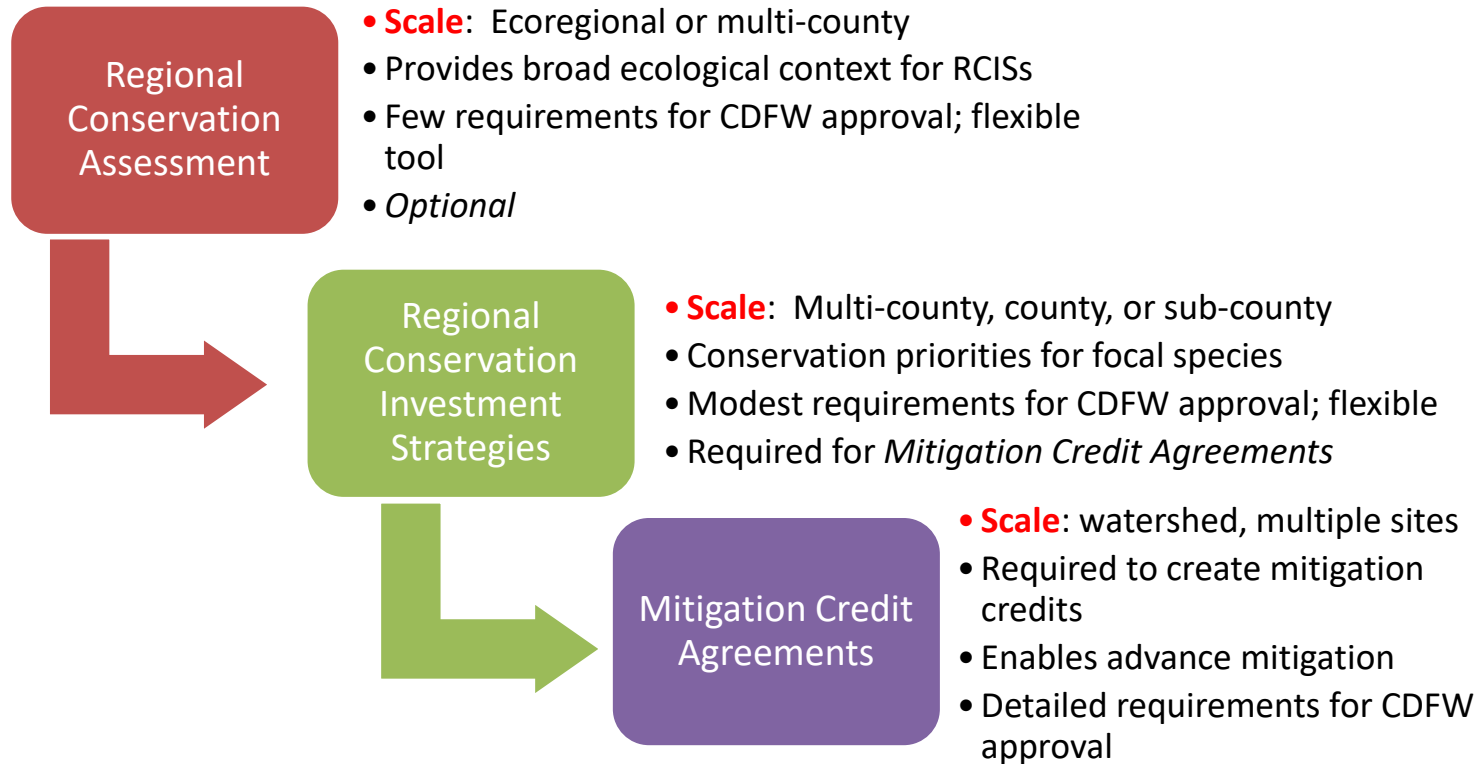 Regional
Conservation
Assessment
• Scale: Ecoregional or multi-county
• Provides broad ecological context for RCISs
• Few requirements for CDFW approval; flexible
tool
• Optional
Regional
Conservation
Investment
Strategies
• Scale: Multi-county, county, or sub-county
• Conservation priorities for focal species
• Modest requirements for CDFW approval; flexible
• Required for Mitigation Credit Agreements
Mitigation Credit
Agreements
• Scale: watershed, multiple sites
• Required to create mitigation
credits
• Enables advance mitigation
• Detailed requirements for CDFW
approval